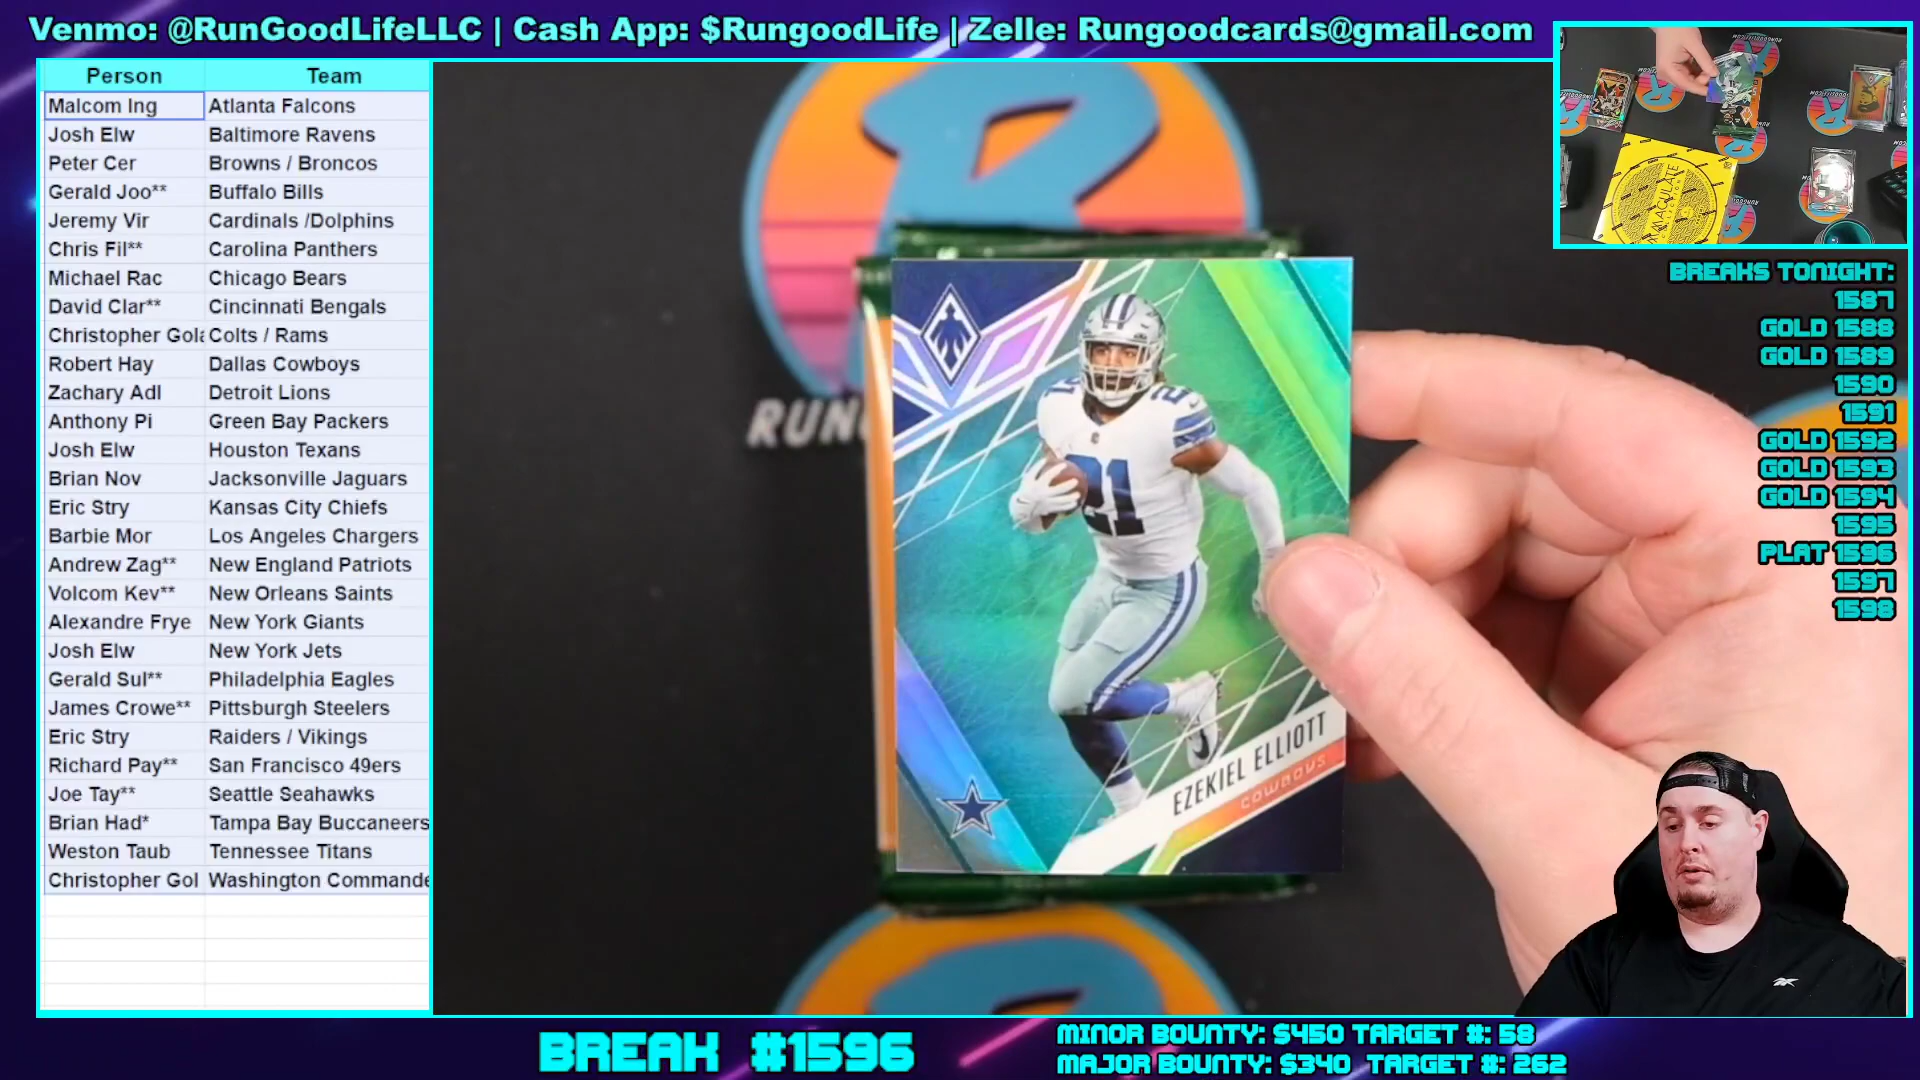 Venmo: @RunGoodLifeLLC | Cash App: $RungoodLife | Zelle: Rungoodcards@gmail.com
Person Team
Malcom Ing Atlanta Falcons
Josh Elw Baltimore Ravens
Peter Cer Browns / Broncos
Gerald Joo** Buffalo Bills
Jeremy Vir Cardinals /Dolphins
Chris Fil** Carolina Panthers
Michael Rac Chicago Bears
David Clar** Cincinnati Bengals
Christopher Gola Colts / Rams
Robert Hay Dallas Cowboys
Zachary Adl Detroit Lions
Anthony Pi Green Bay Packers
Josh Elw Houston Texans
Brian Nov Jacksonville Jaguars
Eric Stry Kansas City Chiefs
Barbie Mor Los Angeles Chargers
Andrew Zag** New England Patriots
Volcom Kev** New Orleans Saints
Alexandre Frye New York Giants
Josh Elw New York Jets
Gerald Sul** Philadelphia Eagles
James Crowe** Pittsburgh Steelers
Eric Stry Raiders / Vikings
Richard Pay** San Francisco 49ers
Joe Tay** Seattle Seahawks
Brian Had* Tampa Bay Buccaneers
Weston Taub Tennessee Titans
Christopher Gol Washington Commande
RUN
21
21
EZEKIEL ELLIOTT
COWBOYS
IMMACULATE
BREAKS TONIGHT:
1587
GOLD 1588
GOLD 1589
1590
1591
GOLD 1592
GOLD 1593
GOLD 1594
1595
PLAT 1596
1597
1598
BREAK #1596
MINOR BOUNTY: $450 TARGET #: 58
MAJOR BOUNTY: $340 TARGET #: 262